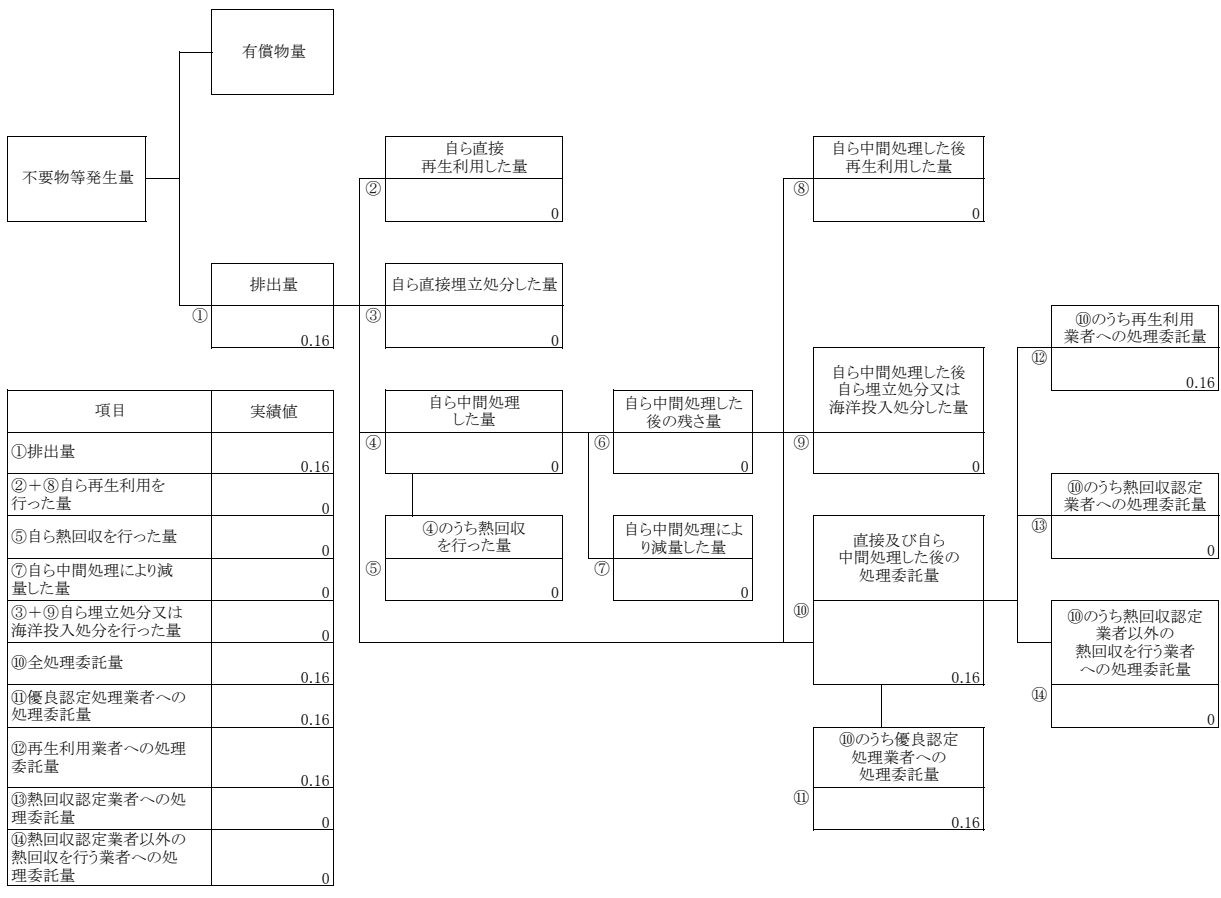 有償物量
不要物等発生量
自ら直接
再生利用した量
②
0
自ら中間処理した後
再生利用した量
⑧
0
排出量
①
0.16
自ら直接埋立処分した量
③
0
⑩のうち再生利用
業者への処理委託量
⑫
0.16
自ら中間処理
した量
④
0
自ら中間処理した
後の残さ量
⑥
0
自ら中間処理した後
自ら埋立処分又は
海洋投入処分した量
⑨
0
⑩のうち熱回収認定
業者への処理委託量
⑬
0
④のうち熱回収
を行った量
⑤
0
自ら中間処理によ
り減量した量
⑦
0
直接及び自ら
中間処理した後の
処理委託量
⑩
0.16
⑩のうち熱回収認定
業者以外の
熱回収を行う業者
への処理委託量
⑭
0
⑩のうち優良認定
処理業者への
処理委託量
⑪
0.16
項目 実績値
①排出量
0.16
②＋⑧自ら再生利用を
行った量
0
⑤自ら熱回収を行った量
0
⑦自ら中間処理により減
量した量
0
③＋⑨自ら埋立処分又は
海洋投入処分を行った量
0
⑩全処理委託量
0.16
⑪優良認定処理業者への
処理委託量
0.16
⑫再生利用業者への処理
委託量
0.16
⑬熱回収認定業者への処
理委託量
0
⑭熱回収認定業者以外の
熱回収を行う業者への処
理委託量
0